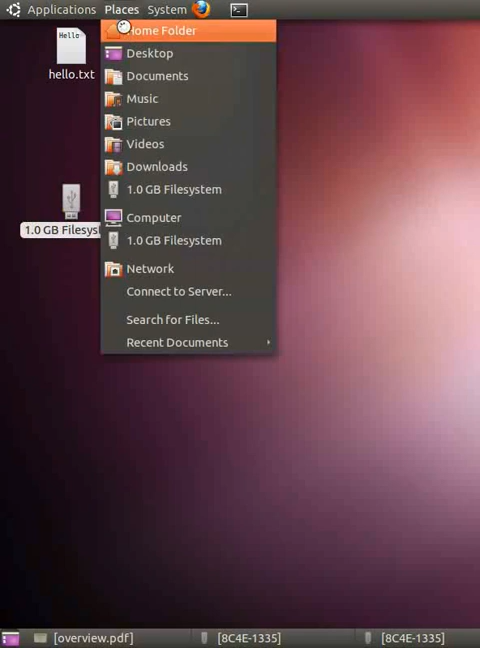 Applications Places System
Hello
hello.txt
1.0 GB Filesyst
Home Folder
Desktop
Documents
Music
Pictures
Videos
Downloads
1.0 GB Filesystem
Computer
1.0 GB Filesystem
Network
Connect to Server...
Search for Files...
Recent Documents
[overview.pdf] [8C4E-1335] [8C4E-1335]